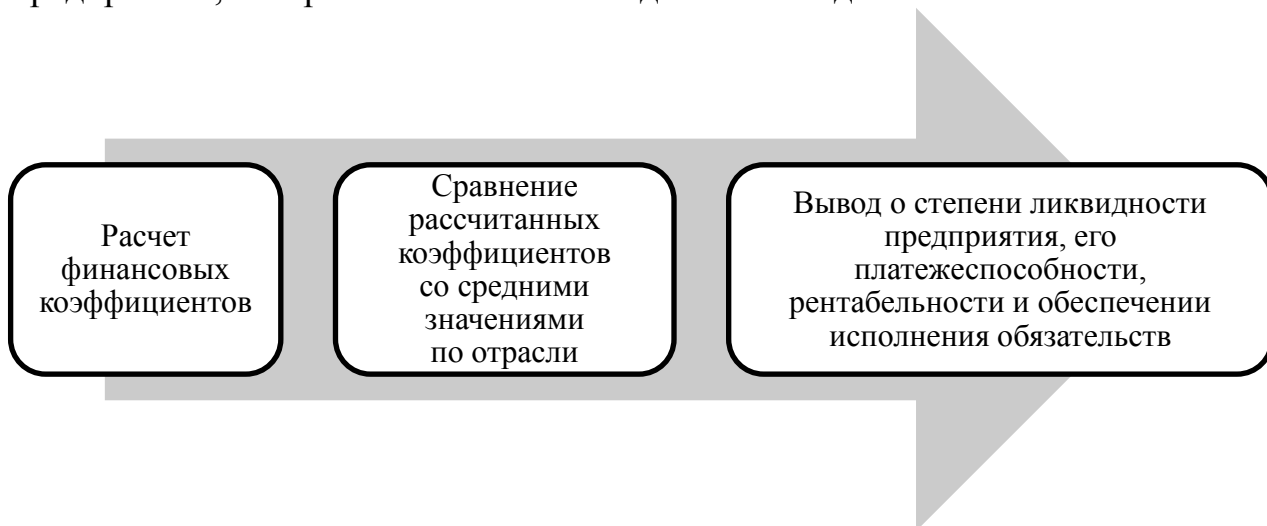 Расчет
финансовых
коэффициентов
Сравнение
рассчитанных
коэффициентов
со средними
значениями
по отрасли
Вывод о степени ликвидности
предприятия, его
платежеспособности,
рентабельности и обеспечении
исполнения обязательств